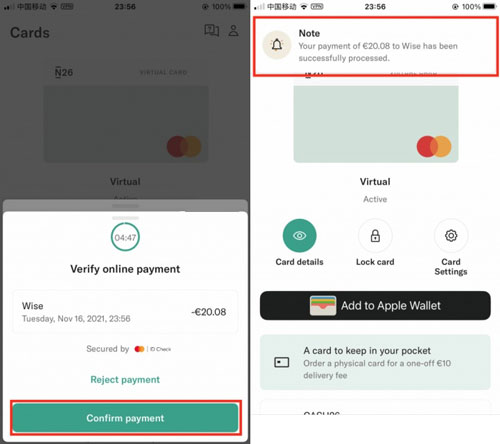 中国移动 VPN 23:56 100%
Cards
N26 VIRTUAL CARD
Virtual
Active
04:47
Verify online payment
Wise
-€20.08
Tuesday, Nov 16, 2021, 23:56
Secured by ID Check
Reject payment
Confirm payment
中国移动 VPN 23:56 100%
Note
Your payment of €20.08 to Wise has been
successfully processed.
Virtual
Active
Card details
Lock card
Card
Settings
Add to Apple Wallet
A card to keep in your pocket
Order a physical card for a one-off €10
delivery fee